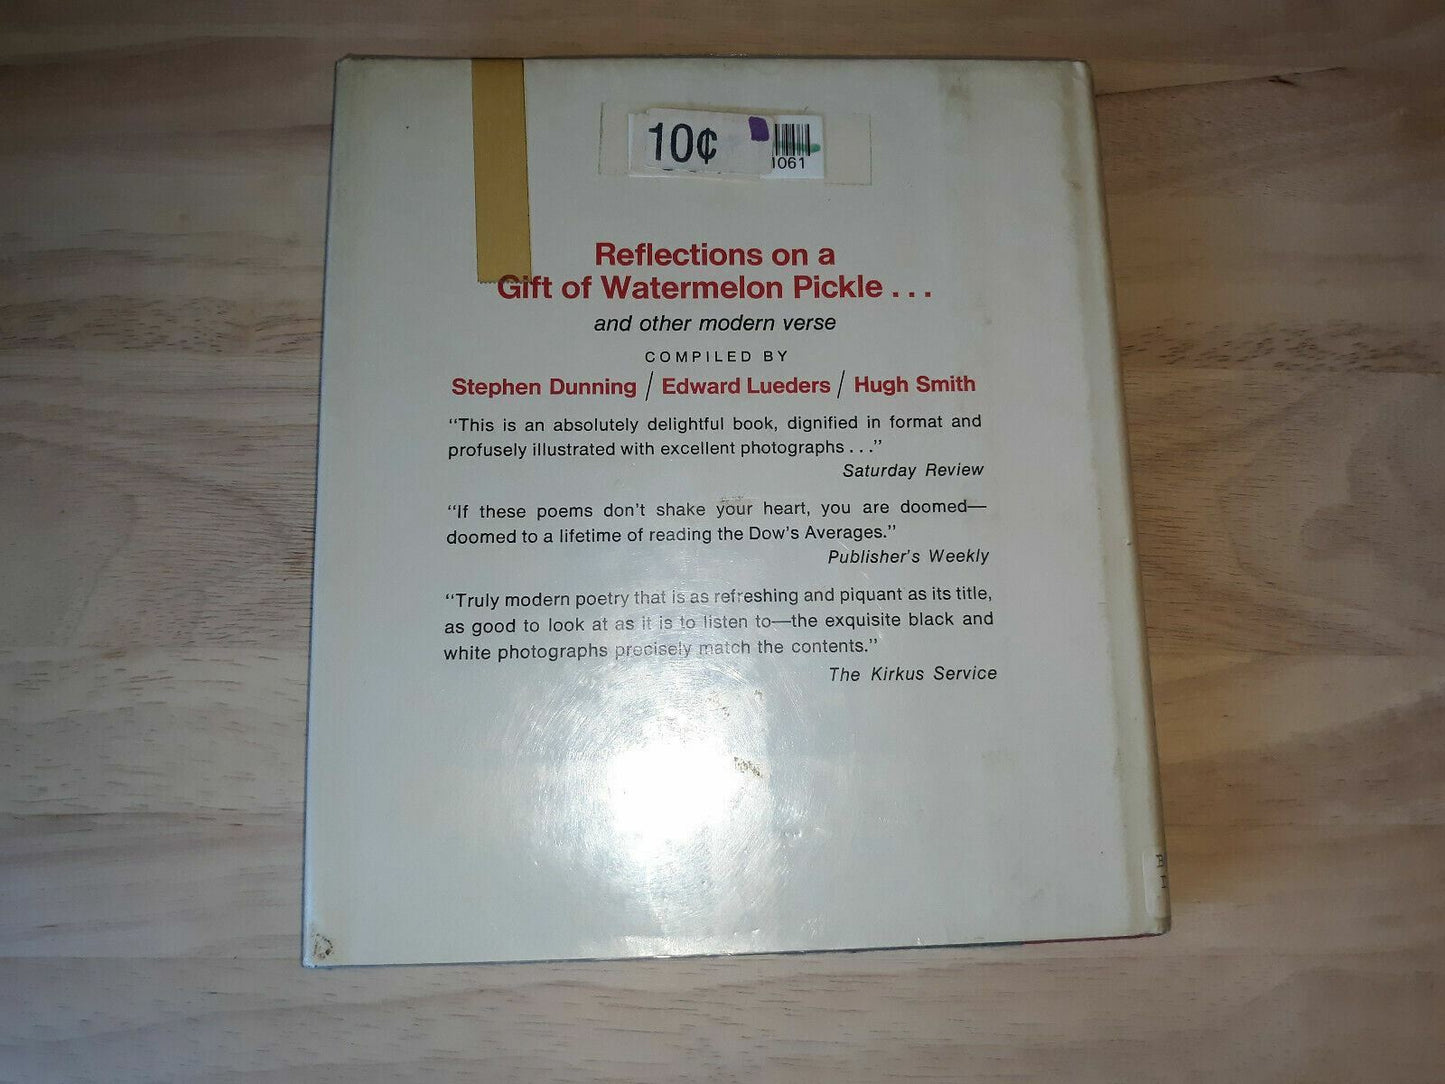 10¢
1061
Reflections on a
Gift of Watermelon Pickle . . .
and other modern verse
COMPILED BY
Stephen Dunning / Edward Lueders / Hugh Smith
“This is an absolutely delightful book, dignified in format and
profusely illustrated with excellent photographs . . .”
Saturday Review
“If these poems don’t shake your heart, you are doomed—
doomed to a lifetime of reading the Dow’s Averages.”
Publisher’s Weekly
“Truly modern poetry that is as refreshing and piquant as its title,
as good to look at as it is to listen to—the exquisite black and
white photographs precisely match the contents.”
The Kirkus Service